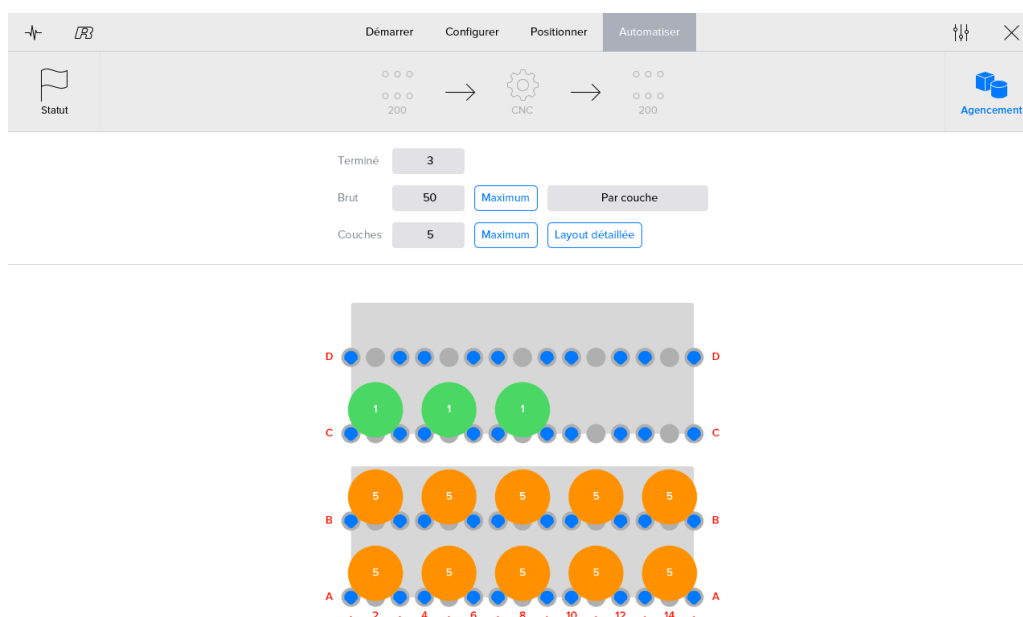 Démarrer Configurer Positionner Automatiser
Statut 200 CNC 200 Agencement
Terminé 3
Brut 50 Maximum Par couche
Couches 5 Maximum Layout détaillée
D D
1 1 1
C C
5 5 5 5 5
B B
5 5 5 5 5
A A
2 4 6 8 10 12 14